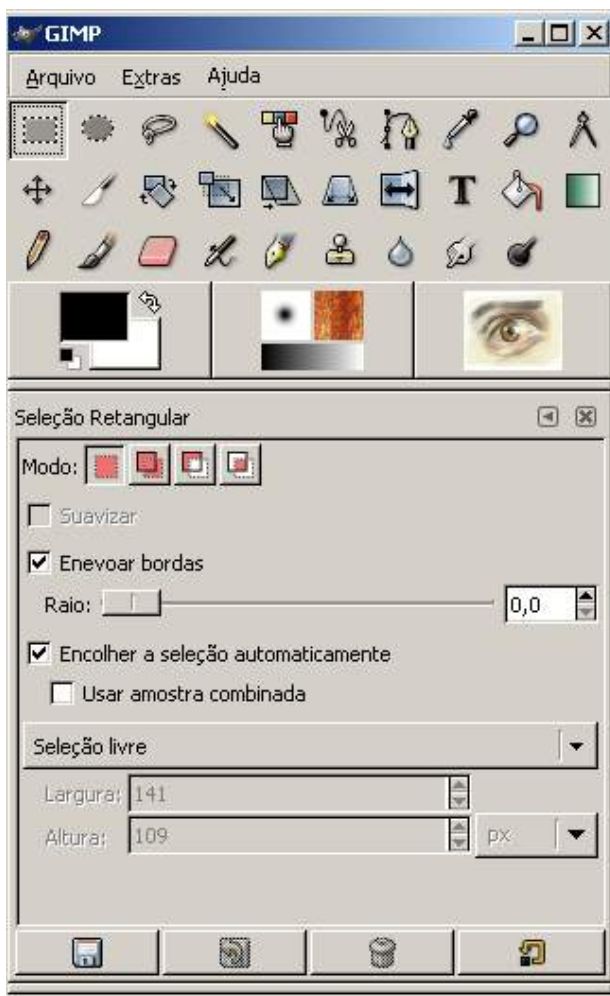 GIMP
Arquivo Extras Ajuda
Seleção Retangular
Modo:
Suavizar
Enevoar bordas
Raio: 0,0
Encolher a seleção automaticamente
Usar amostra combinada
Seleção livre
Largura: 141
Altura: 109 px